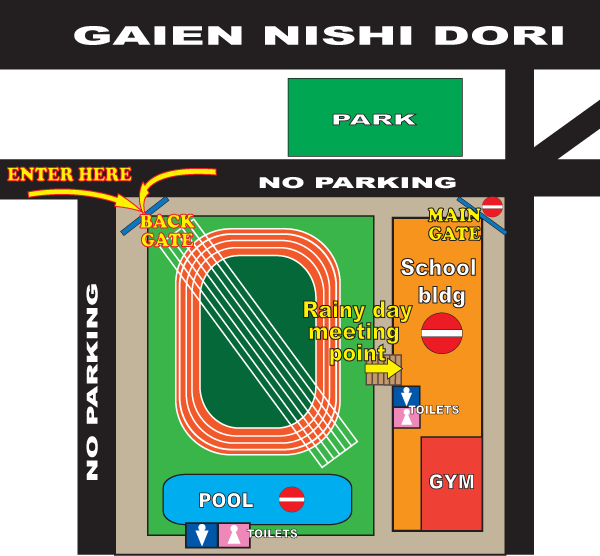 GAIEN NISHI DORI
PARK
ENTER HERE
NO PARKING
BACK
GATE
MAIN
GATE
School
bldg
Rainy day
meeting
point
NO PARKING
TOILETS
GYM
POOL
TOILETS